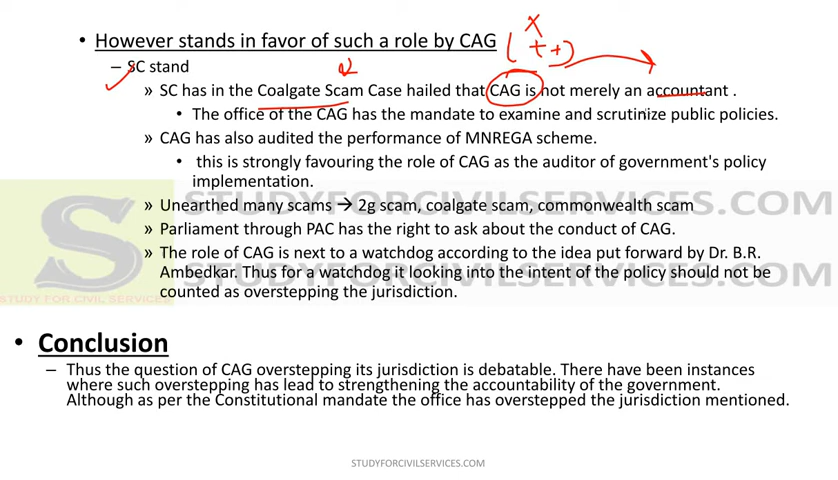 • However stands in favor of such a role by CAG
– SC stand
» SC has in the Coalgate Scam Case hailed that CAG is not merely an accountant .
• The office of the CAG has the mandate to examine and scrutinize public policies.
» CAG has also audited the performance of MNREGA scheme.
• this is strongly favouring the role of CAG as the auditor of government's policy
implementation.
» Unearthed many scams → 2g scam, coalgate scam, commonwealth scam
» Parliament through PAC has the right to ask about the conduct of CAG.
» The role of CAG is next to a watchdog according to the idea put forward by Dr. B.R.
Ambedkar. Thus for a watchdog it looking into the intent of the policy should not be
counted as overstepping the jurisdiction.
S
STUDY FOR CIVIL SERVICES
STUDYFORCIVILSERVICES.COM
STUDYFORCIVILSERVICES.COM
• Conclusion
– Thus the question of CAG overstepping its jurisdiction is debatable. There have been instances
where such overstepping has lead to strengthening the accountability of the government.
Although as per the Constitutional mandate the office has overstepped the jurisdiction mentioned.
STUDYFORCIVILSERVICES.COM